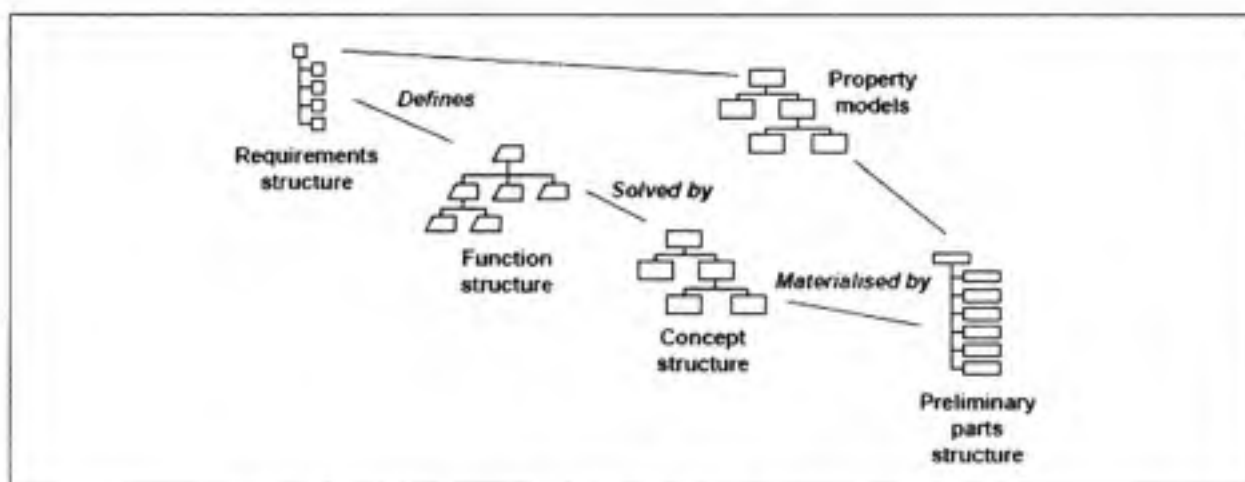 Property
models
Defines
Requirements
structure
Solved by
Function
structure
Materialised by
Concept
structure
Preliminary
parts
structure